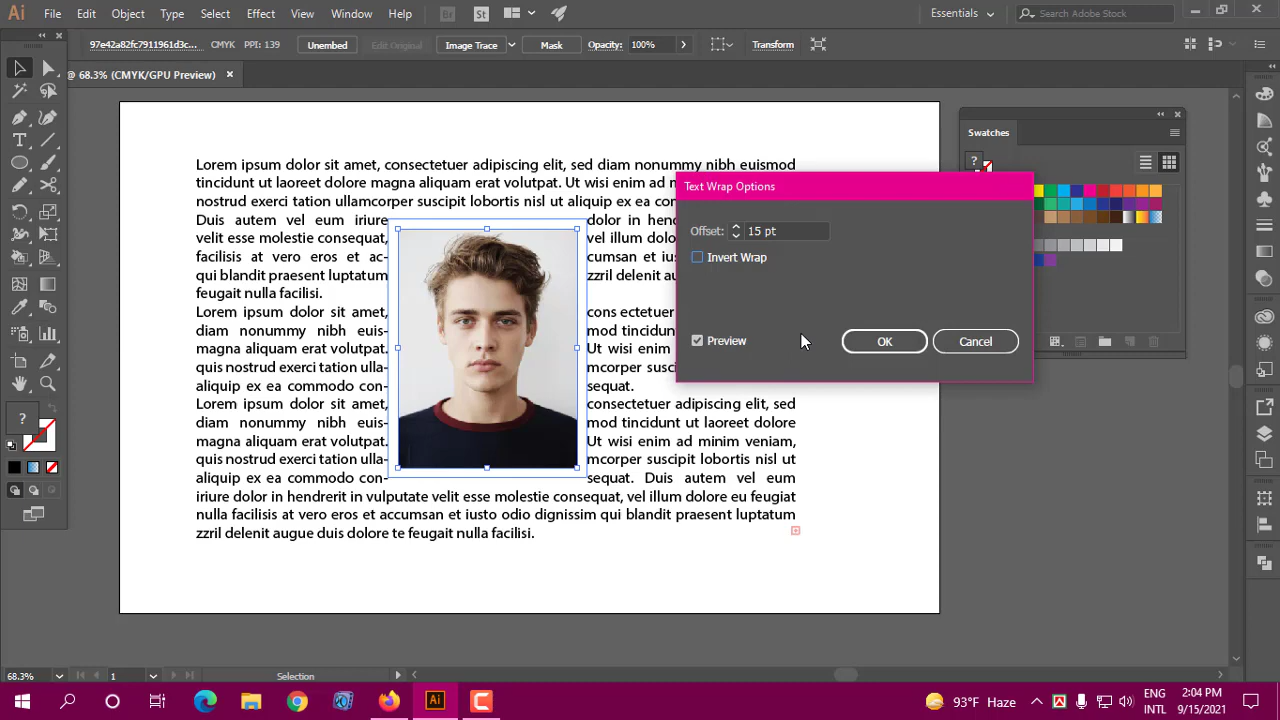 Ai File Edit Object Type Select Effect View Window Help Br St Essentials Search Adobe Stock
97e42a82fc7911961d3c... CMYK PPI: 139 Unembed Edit Original Image Trace Mask Opacity: 100% Transform
@ 68.3% (CMYK/GPU Preview)
Swatches
?
Lorem ipsum dolor sit amet, consectetuer adipiscing elit, sed diam nonummy nibh euismod
tincidunt ut laoreet dolore magna aliquam erat volutpat. Ut wisi enim ad
nostrud exerci tation ullamcorper suscipit lobortis nisl ut aliquip ex ea
Duis autem vel eum iriure dolor in
velit esse molestie consequat, vel illum
facilisis at vero eros et ac- cumsan et
qui blandit praesent luptatum zzril delenit
feugait nulla facilisi.
Lorem ipsum dolor sit amet, cons ectetuer
diam nonummy nibh euis- mod tincidunt
magna aliquam erat volutpat. Ut wisi enim
quis nostrud exerci tation ulla- mcorper
aliquip ex ea commodo con- sequat.
Lorem ipsum dolor sit amet, consectetuer adipiscing elit, sed
diam nonummy nibh euis- mod tincidunt ut laoreet dolore
magna aliquam erat volutpat. Ut wisi enim ad minim veniam,
quis nostrud exerci tation ulla- mcorper suscipit lobortis nisl ut
aliquip ex ea commodo con- sequat. Duis autem vel eum
iriure dolor in hendrerit in vulputate velit esse molestie consequat, vel illum dolore eu feugiat
nulla facilisis at vero eros et accumsan et iusto odio dignissim qui blandit praesent luptatum
zzril delenit augue duis dolore te feugait nulla facilisi.
Text Wrap Options
Offset: 15 pt
Invert Wrap
Preview OK Cancel
?
68.3% 1 Selection
Ai 93°F Haze ENG 2:04 PM
INTL 9/15/2021